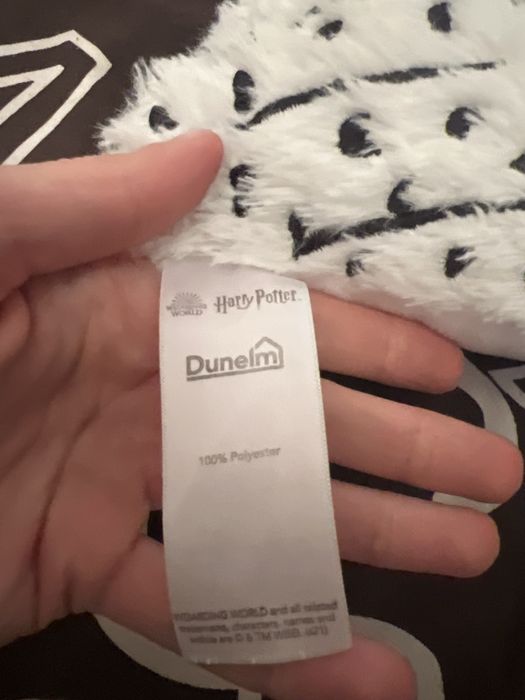 WIZARDING WORLD
Harry Potter
Dunelm
100% Polyester
WIZARDING WORLD and all related
trademarks, characters, names and
indicia are © & ™ WBEI. (s21)